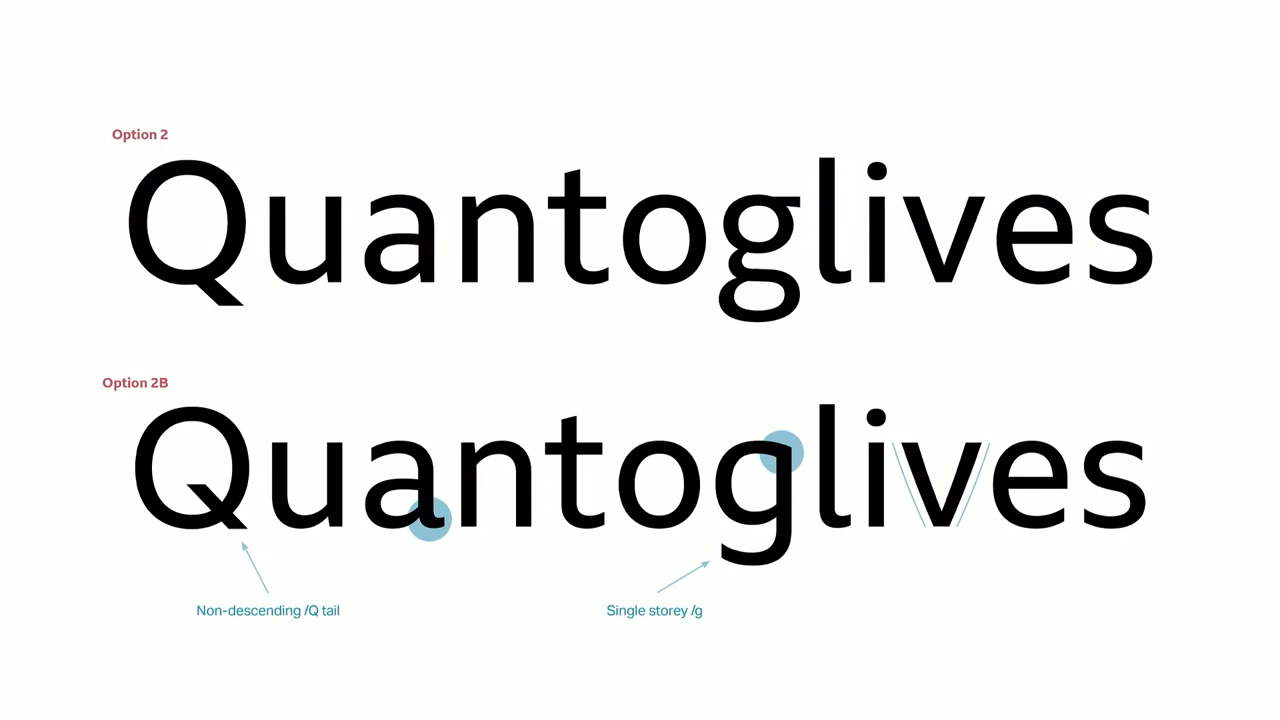 Option 2
Quantoglives
Option 2B
Quantoglives
Non-descending /Q tail
Single storey /g